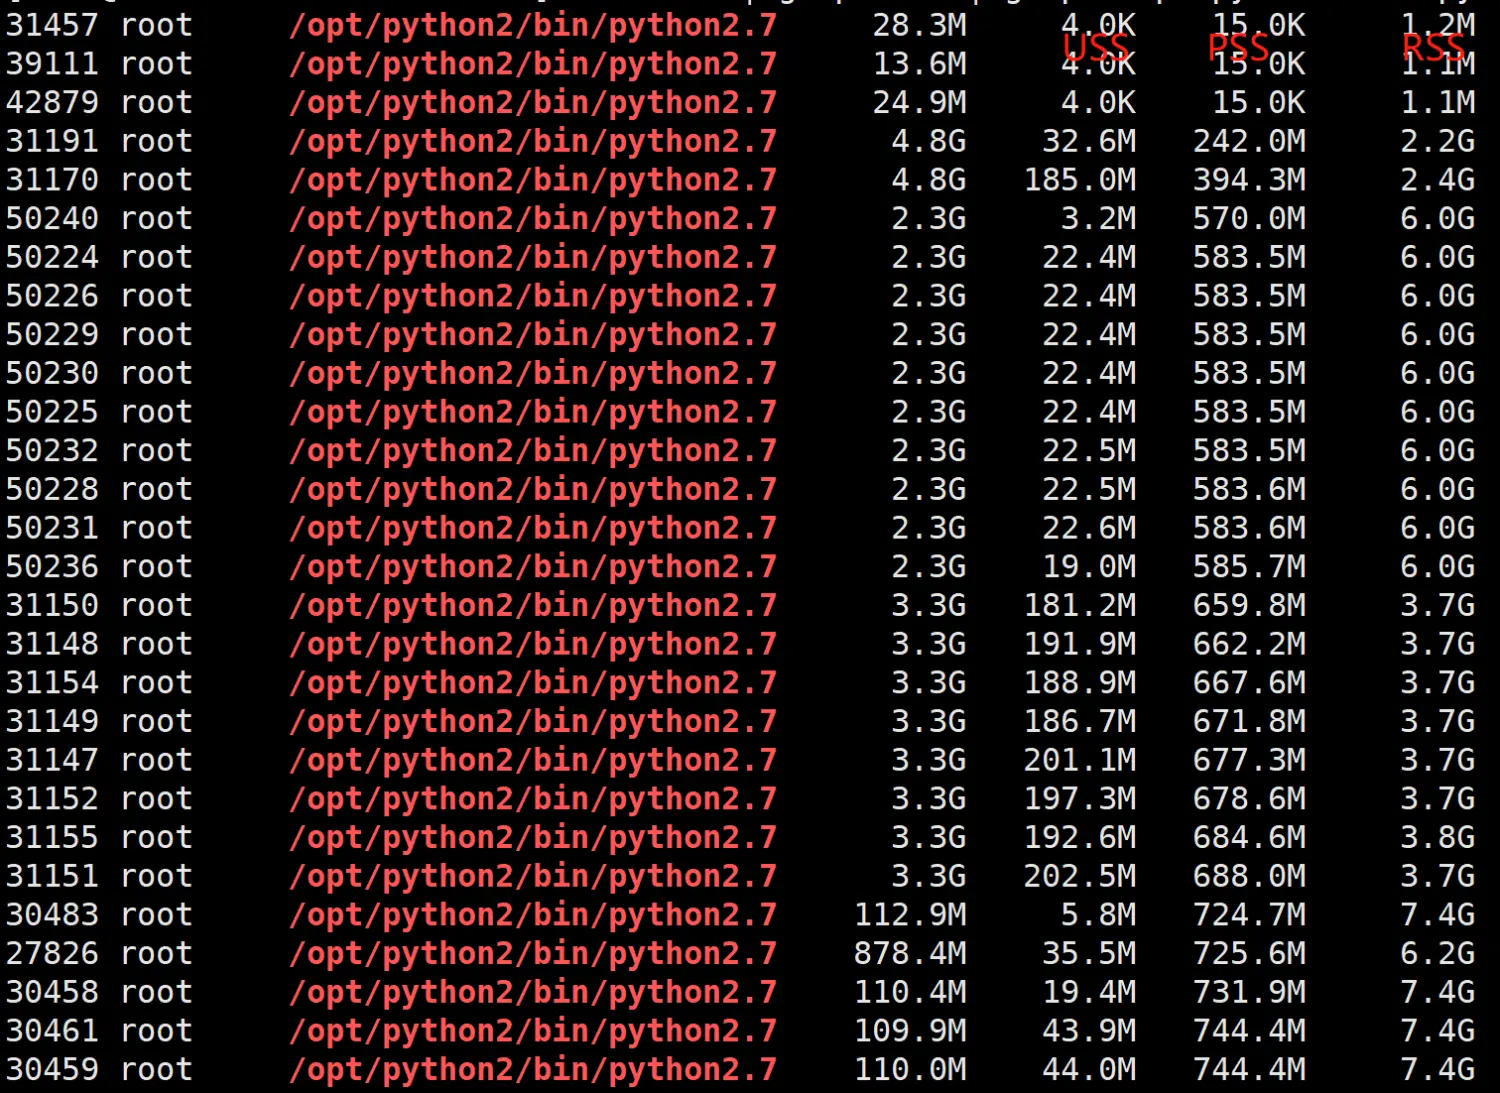 31457 root /opt/python2/bin/python2.7 28.3M 4.0K 15.0K 1.2M
USS PSS RSS
39111 root /opt/python2/bin/python2.7 13.6M 4.0K 15.0K 1.1M
42879 root /opt/python2/bin/python2.7 24.9M 4.0K 15.0K 1.1M
31191 root /opt/python2/bin/python2.7 4.8G 32.6M 242.0M 2.2G
31170 root /opt/python2/bin/python2.7 4.8G 185.0M 394.3M 2.4G
50240 root /opt/python2/bin/python2.7 2.3G 3.2M 570.0M 6.0G
50224 root /opt/python2/bin/python2.7 2.3G 22.4M 583.5M 6.0G
50226 root /opt/python2/bin/python2.7 2.3G 22.4M 583.5M 6.0G
50229 root /opt/python2/bin/python2.7 2.3G 22.4M 583.5M 6.0G
50230 root /opt/python2/bin/python2.7 2.3G 22.4M 583.5M 6.0G
50225 root /opt/python2/bin/python2.7 2.3G 22.4M 583.5M 6.0G
50232 root /opt/python2/bin/python2.7 2.3G 22.5M 583.5M 6.0G
50228 root /opt/python2/bin/python2.7 2.3G 22.5M 583.6M 6.0G
50231 root /opt/python2/bin/python2.7 2.3G 22.6M 583.6M 6.0G
50236 root /opt/python2/bin/python2.7 2.3G 19.0M 585.7M 6.0G
31150 root /opt/python2/bin/python2.7 3.3G 181.2M 659.8M 3.7G
31148 root /opt/python2/bin/python2.7 3.3G 191.9M 662.2M 3.7G
31154 root /opt/python2/bin/python2.7 3.3G 188.9M 667.6M 3.7G
31149 root /opt/python2/bin/python2.7 3.3G 186.7M 671.8M 3.7G
31147 root /opt/python2/bin/python2.7 3.3G 201.1M 677.3M 3.7G
31152 root /opt/python2/bin/python2.7 3.3G 197.3M 678.6M 3.7G
31155 root /opt/python2/bin/python2.7 3.3G 192.6M 684.6M 3.8G
31151 root /opt/python2/bin/python2.7 3.3G 202.5M 688.0M 3.7G
30483 root /opt/python2/bin/python2.7 112.9M 5.8M 724.7M 7.4G
27826 root /opt/python2/bin/python2.7 878.4M 35.5M 725.6M 6.2G
30458 root /opt/python2/bin/python2.7 110.4M 19.4M 731.9M 7.4G
30461 root /opt/python2/bin/python2.7 109.9M 43.9M 744.4M 7.4G
30459 root /opt/python2/bin/python2.7 110.0M 44.0M 744.4M 7.4G